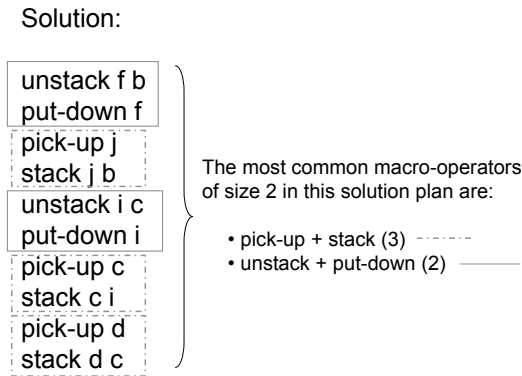 Solution:
unstack f b
put-down f
pick-up j
stack j b
unstack i c
put-down i
pick-up c
stack c i
pick-up d
stack d c
The most common macro-operators
of size 2 in this solution plan are:
• pick-up + stack (3)
• unstack + put-down (2)